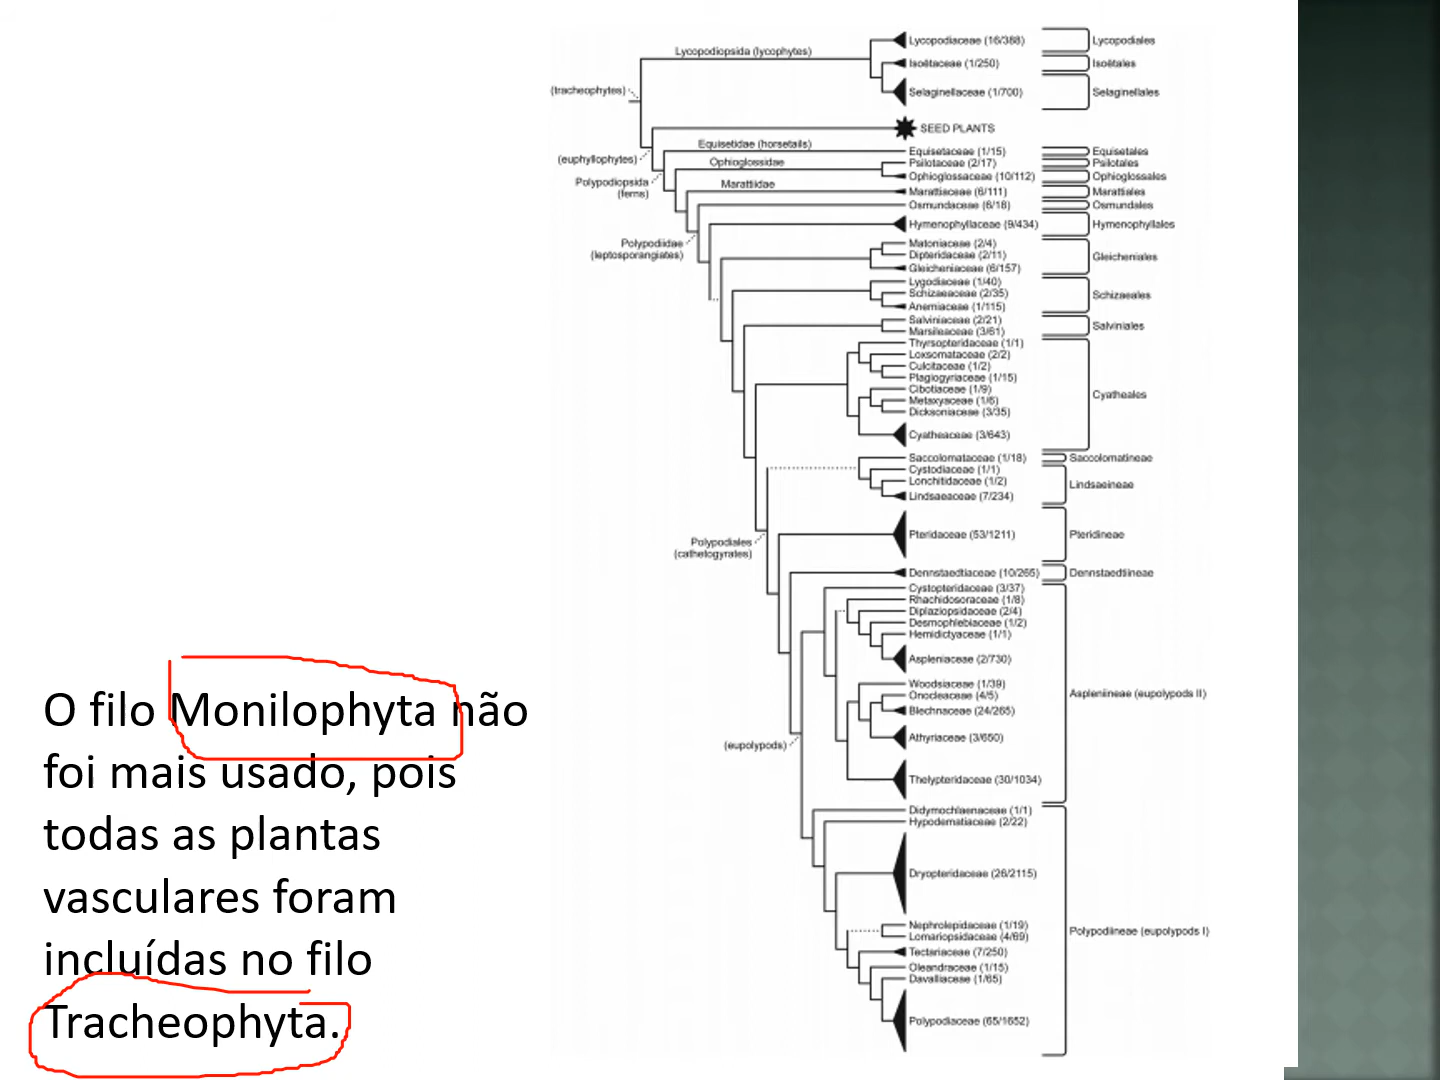 O filo Monilophyta não
foi mais usado, pois
todas as plantas
vasculares foram
incluídas no filo
Tracheophyta.
Lycopodiopsida (lycophytes)
(tracheophytes)
(euphyllophytes)
Equisetidae (horsetails)
Ophioglossidae
Polypodiopsida
(ferns)
Marattiidae
Polypodiidae
(leptosporangiates)
Polypodiales
(cathetogyrates)
(eupolypods)
Lycopodiaceae (16/388)
Isoëtaceae (1/250)
Selaginellaceae (1/700)
SEED PLANTS
Equisetaceae (1/15)
Psilotaceae (2/17)
Ophioglossaceae (10/112)
Marattiaceae (6/111)
Osmundaceae (6/18)
Hymenophyllaceae (9/434)
Matoniaceae (2/4)
Dipteridaceae (2/11)
Gleicheniaceae (6/157)
Lygodiaceae (1/40)
Schizaeaceae (2/35)
Anemiaceae (1/115)
Salviniaceae (2/21)
Marsileaceae (3/61)
Thyrsopteridaceae (1/1)
Loxsomataceae (2/2)
Culcitaceae (1/2)
Plagiogyriaceae (1/15)
Cibotiaceae (1/9)
Metaxyaceae (1/6)
Dicksoniaceae (3/35)
Cyatheaceae (3/643)
Saccolomataceae (1/18)
Cystodiaceae (1/1)
Lonchitidaceae (1/2)
Lindsaeaceae (7/234)
Pteridaceae (53/1211)
Dennstaedtiaceae (10/265)
Cystopteridaceae (3/37)
Rhachidosoraceae (1/8)
Diplaziopsidaceae (2/4)
Desmophlebiaceae (1/2)
Hemidictyaceae (1/1)
Aspleniaceae (2/730)
Woodsiaceae (1/39)
Onocleaceae (4/5)
Blechnaceae (24/265)
Athyriaceae (3/650)
Thelypteridaceae (30/1034)
Didymochlaenaceae (1/1)
Hypodematiaceae (2/22)
Dryopteridaceae (26/2115)
Nephrolepidaceae (1/19)
Lomariopsidaceae (4/69)
Tectariaceae (7/250)
Oleandraceae (1/15)
Davalliaceae (1/65)
Polypodiaceae (65/1652)
Lycopodiales
Isoëtales
Selaginellales
Equisetales
Psilotales
Ophioglossales
Marattiales
Osmundales
Hymenophyllales
Gleicheniales
Schizaeales
Salviniales
Cyatheales
Saccolomatineae
Lindsaeineae
Pteridineae
Dennstaedtiineae
Aspleniineae (eupolypods II)
Polypodiineae (eupolypods I)